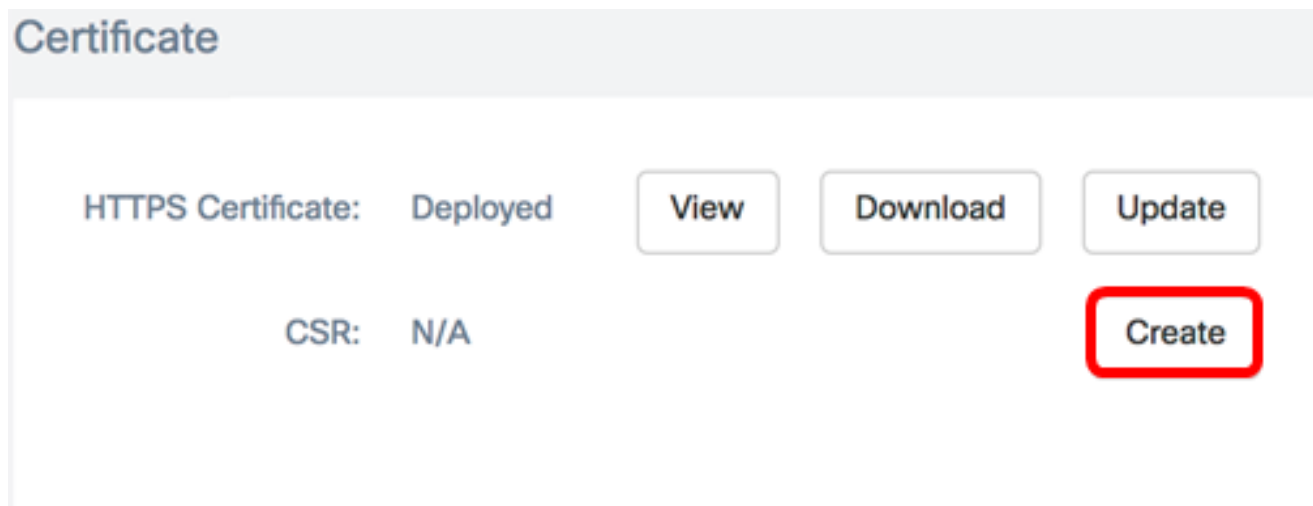 Certificate
HTTPS Certificate: Deployed View Download Update
CSR: N/A Create